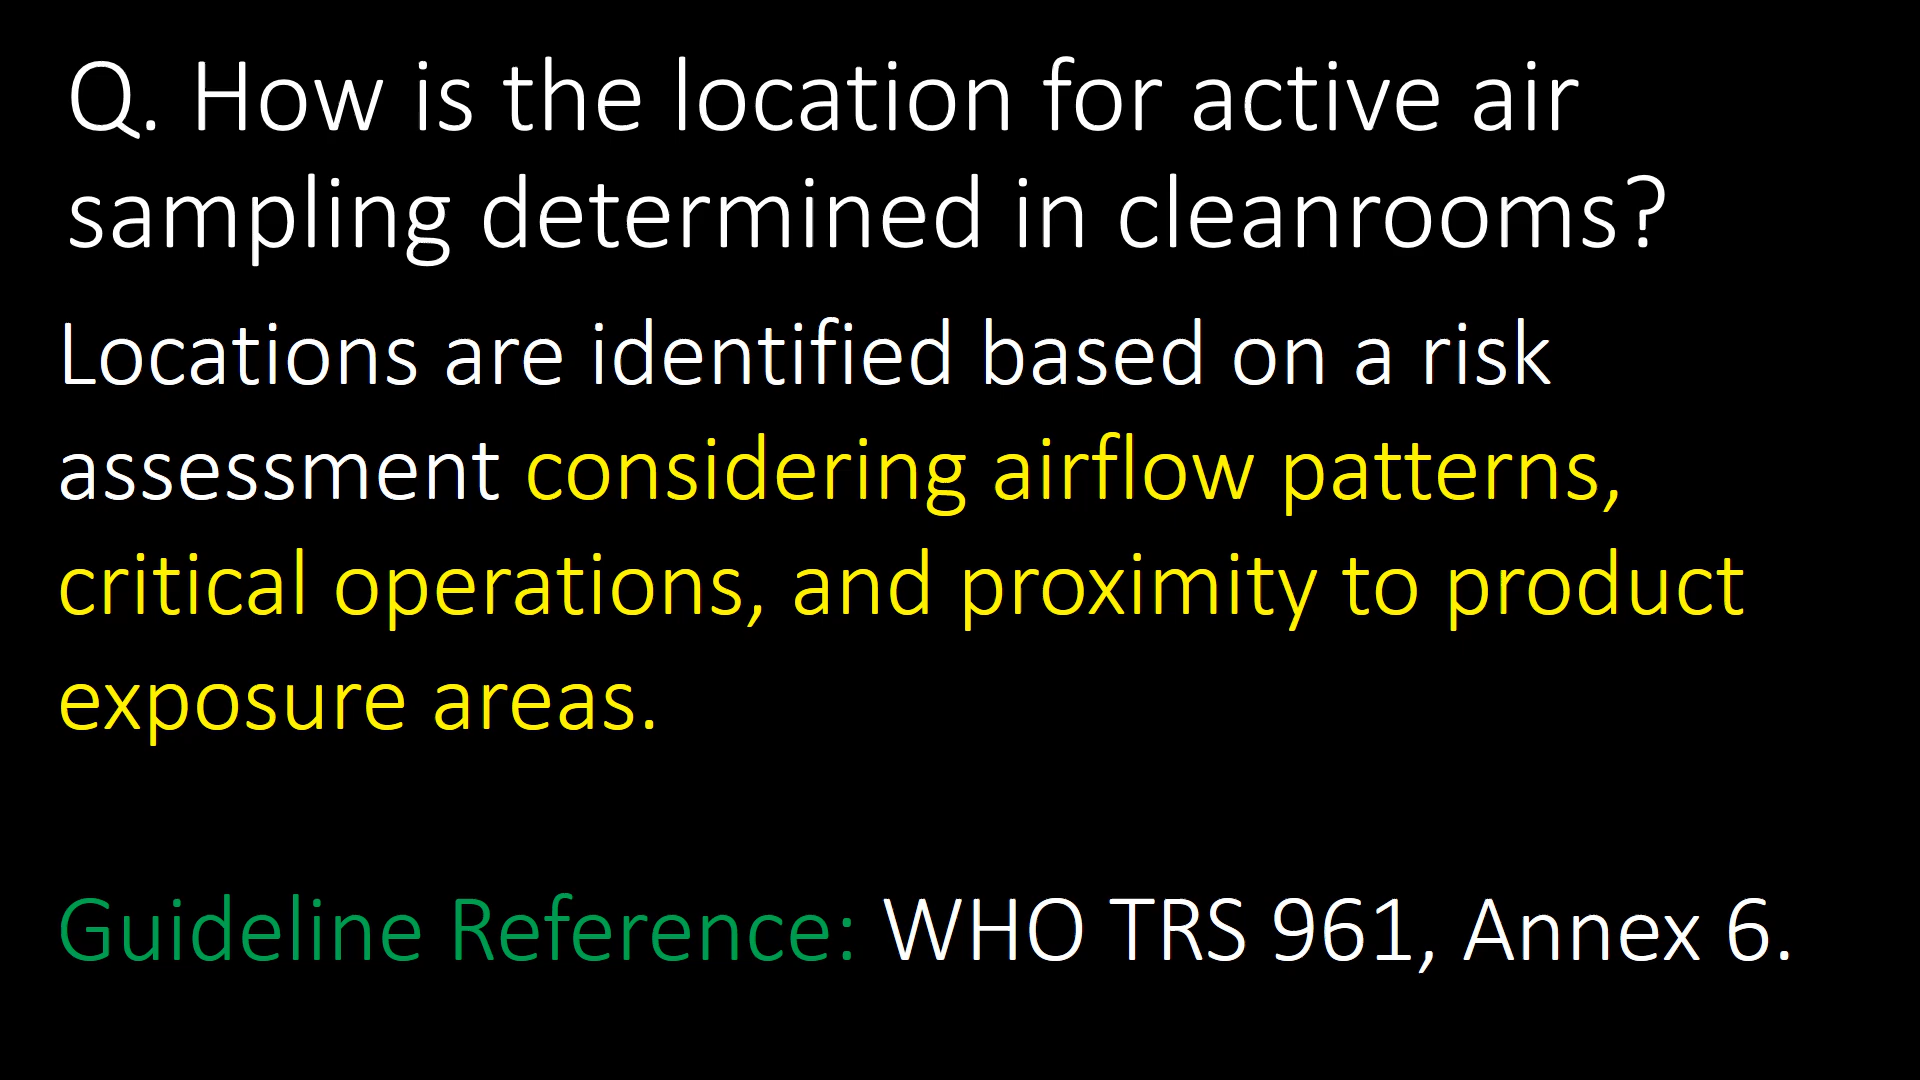 Q. How is the location for active air
sampling determined in cleanrooms?
Locations are identified based on a risk
assessment considering airflow patterns,
critical operations, and proximity to product
exposure areas.
Guideline Reference: WHO TRS 961, Annex 6.